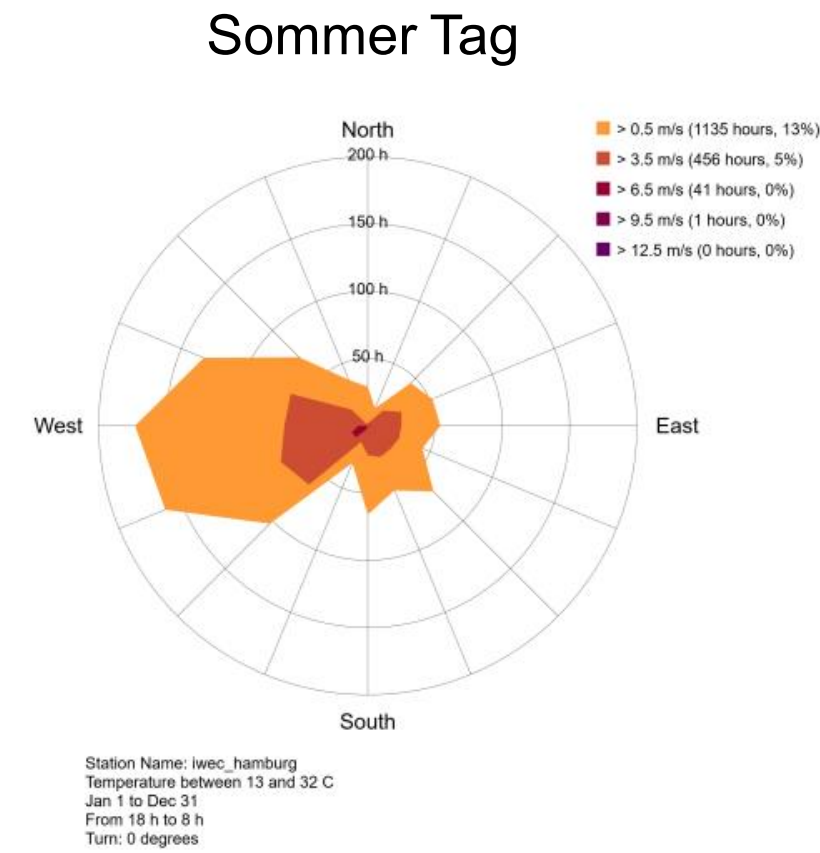 Sommer Tag
North
200 h
150 h
100 h
50 h
West
East
South
> 0.5 m/s (1135 hours, 13%)
> 3.5 m/s (456 hours, 5%)
> 6.5 m/s (41 hours, 0%)
> 9.5 m/s (1 hours, 0%)
> 12.5 m/s (0 hours, 0%)
Station Name: iwec_hamburg
Temperature between 13 and 32 C
Jan 1 to Dec 31
From 18 h to 8 h
Turn: 0 degrees